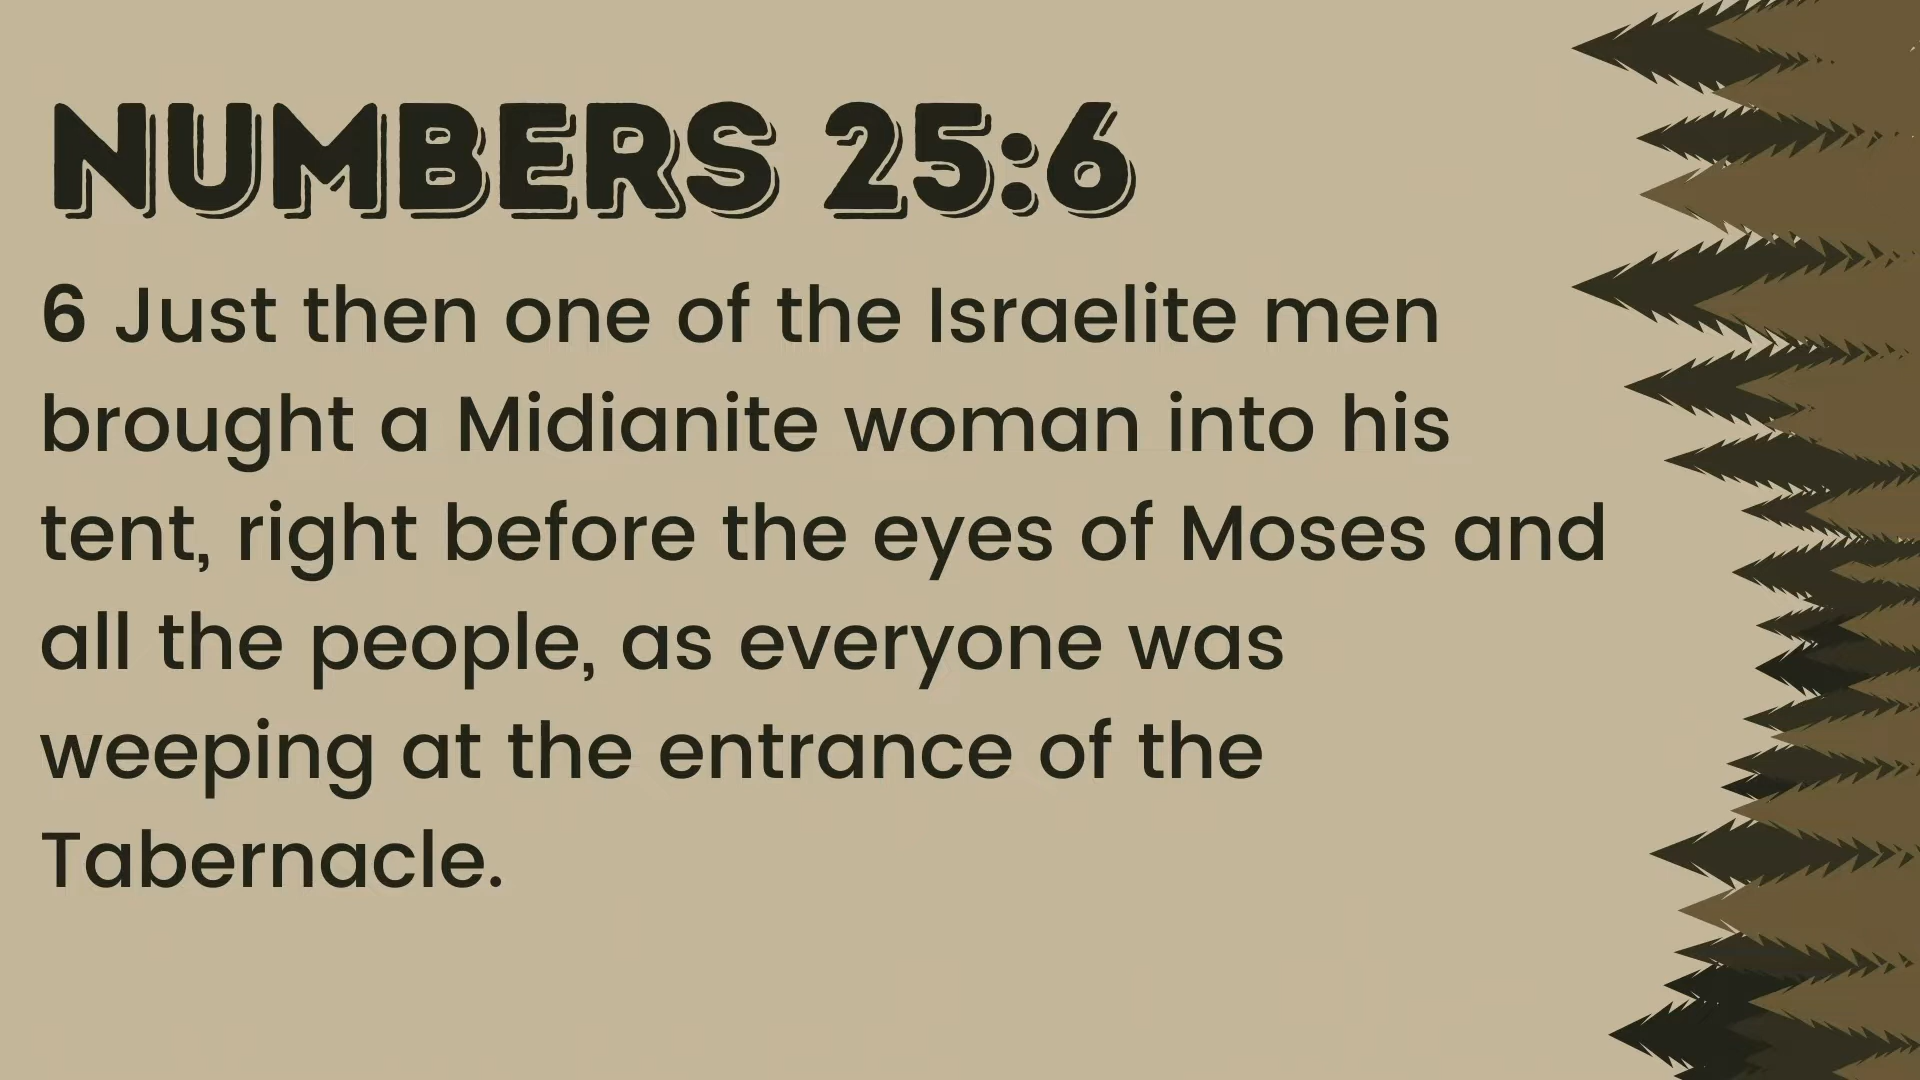 NUMBERS 25:6
6 Just then one of the Israelite men
brought a Midianite woman into his
tent, right before the eyes of Moses and
all the people, as everyone was
weeping at the entrance of the
Tabernacle.